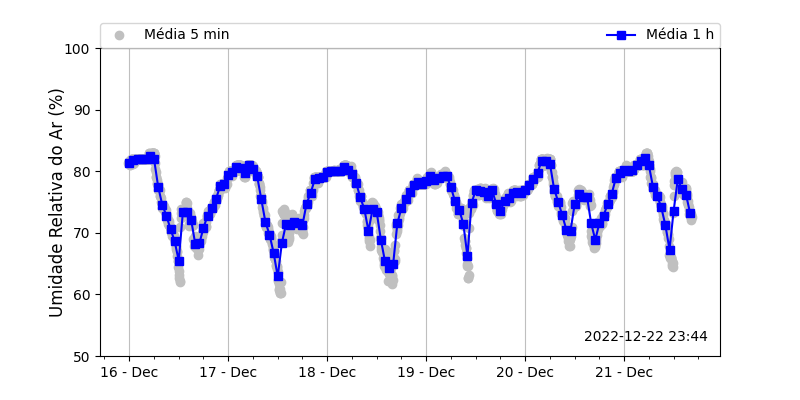 Média 5 min
Média 1 h
Umidade Relativa do Ar (%)
100
90
80
70
60
50
2022-12-22 23:44
16 - Dec
17 - Dec
18 - Dec
19 - Dec
20 - Dec
21 - Dec